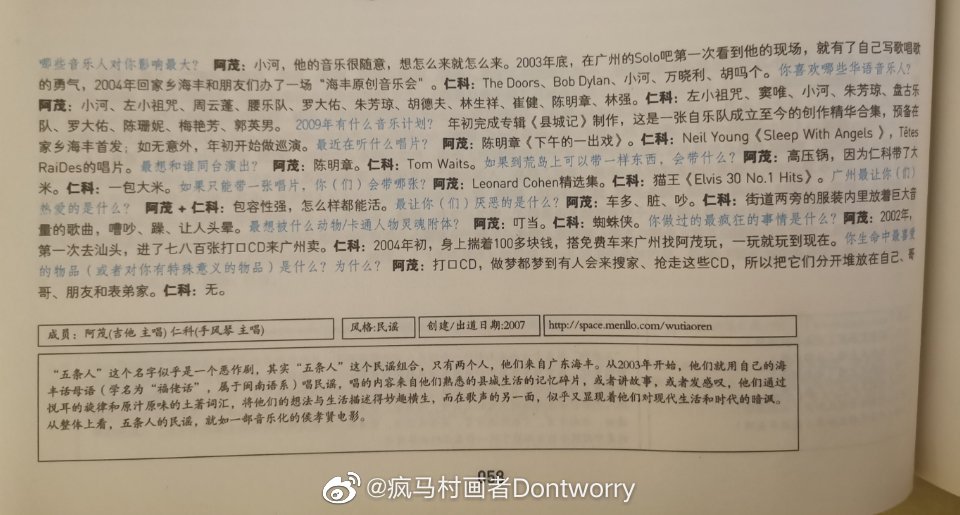 哪些音乐人对你影响最大？ 阿茂：小河，他的音乐很随意，想怎么来就怎么来。2003年底，在广州的Solo吧第一次看到他的现场，就有了自己写歌唱歌
的勇气，2004年回家乡海丰和朋友们办了一场“海丰原创音乐会”。仁科：The Doors、Bob Dylan、小河、万晓利、胡吗个。你喜欢哪些华语音乐人？
阿茂：小河、左小祖咒、周云蓬、腰乐队、罗大佑、朱芳琼、胡德夫、林生祥、崔健、陈明章、林强。仁科：左小祖咒、窦唯、小河、朱芳琼、盘古乐
队、罗大佑、陈珊妮、梅艳芳、郭英男。 2009年有什么音乐计划？ 年初完成专辑《县城记》制作，这是一张自乐队成立至今的创作精华合集，预备在
家乡海丰首发；如无意外，年初开始做巡演。最近在听什么唱片？ 阿茂：陈明章《下午的一出戏》。仁科：Neil Young《Sleep With Angels 》，Têtes
RaiDes的唱片。最想和谁同台演出？ 阿茂：陈明章。仁科：Tom Waits。如果到荒岛上可以带一样东西，会带什么？阿茂：高压锅，因为仁科带了大
米。仁科：一包大米。如果只能带一张唱片，你（们）会带哪张？阿茂：Leonard Cohen精选集。仁科：猫王《Elvis 30 No.1 Hits》。广州最让你(们)
热爱的是什么？ 阿茂 + 仁科：包容性强，怎么样都能活。最让你（们）厌恶的是什么？ 阿茂：车多、脏、吵。仁科：街道两旁的服装内里放着巨大音
量的歌曲，嘈吵、躁、让人头晕。最想被什么动物/卡通人物灵魂附体？ 阿茂：叮当。仁科：蜘蛛侠。你做过的最疯狂的事情是什么？阿茂：2002年，
第一次去汕头，进了七八百张打口CD来广州卖。仁科：2004年初，身上揣着100多块钱，搭免费车来广州找阿茂玩，一玩就玩到现在。你生命中最喜爱
的物品（或者对你有特殊意义的物品）是什么？为什么？ 阿茂：打口CD，做梦都梦到有人会来搜家、抢走这些CD，所以把它们分开堆放在自己、哥
哥、朋友和表弟家。仁科：无。
成员：阿茂(吉他 主唱) 仁科(手风琴 主唱)
风格:民谣
创建/出道日期:2007
http://space.menllo.com/wutiaoren
“五条人”这个名字似乎是一个恶作剧，其实“五条人”这个民谣组合，只有两个人，他们来自广东海丰。从2003年开始，他们就用自己的海
丰话母语（学名为“福佬话”，属于闽南语系）唱民谣，唱的内容来自他们熟悉的县城生活的记忆碎片，或者讲故事，或者发感叹，他们通过
悦耳的旋律和原汁原味的土著词汇，将他们的想法与生活描述得妙趣横生，而在歌声的另一面，似乎又显现着他们对现代生活和时代的暗讽。
从整体上看，五条人的民谣，就如一部音乐化的侯孝贤电影。
@疯马村画者Dontworry